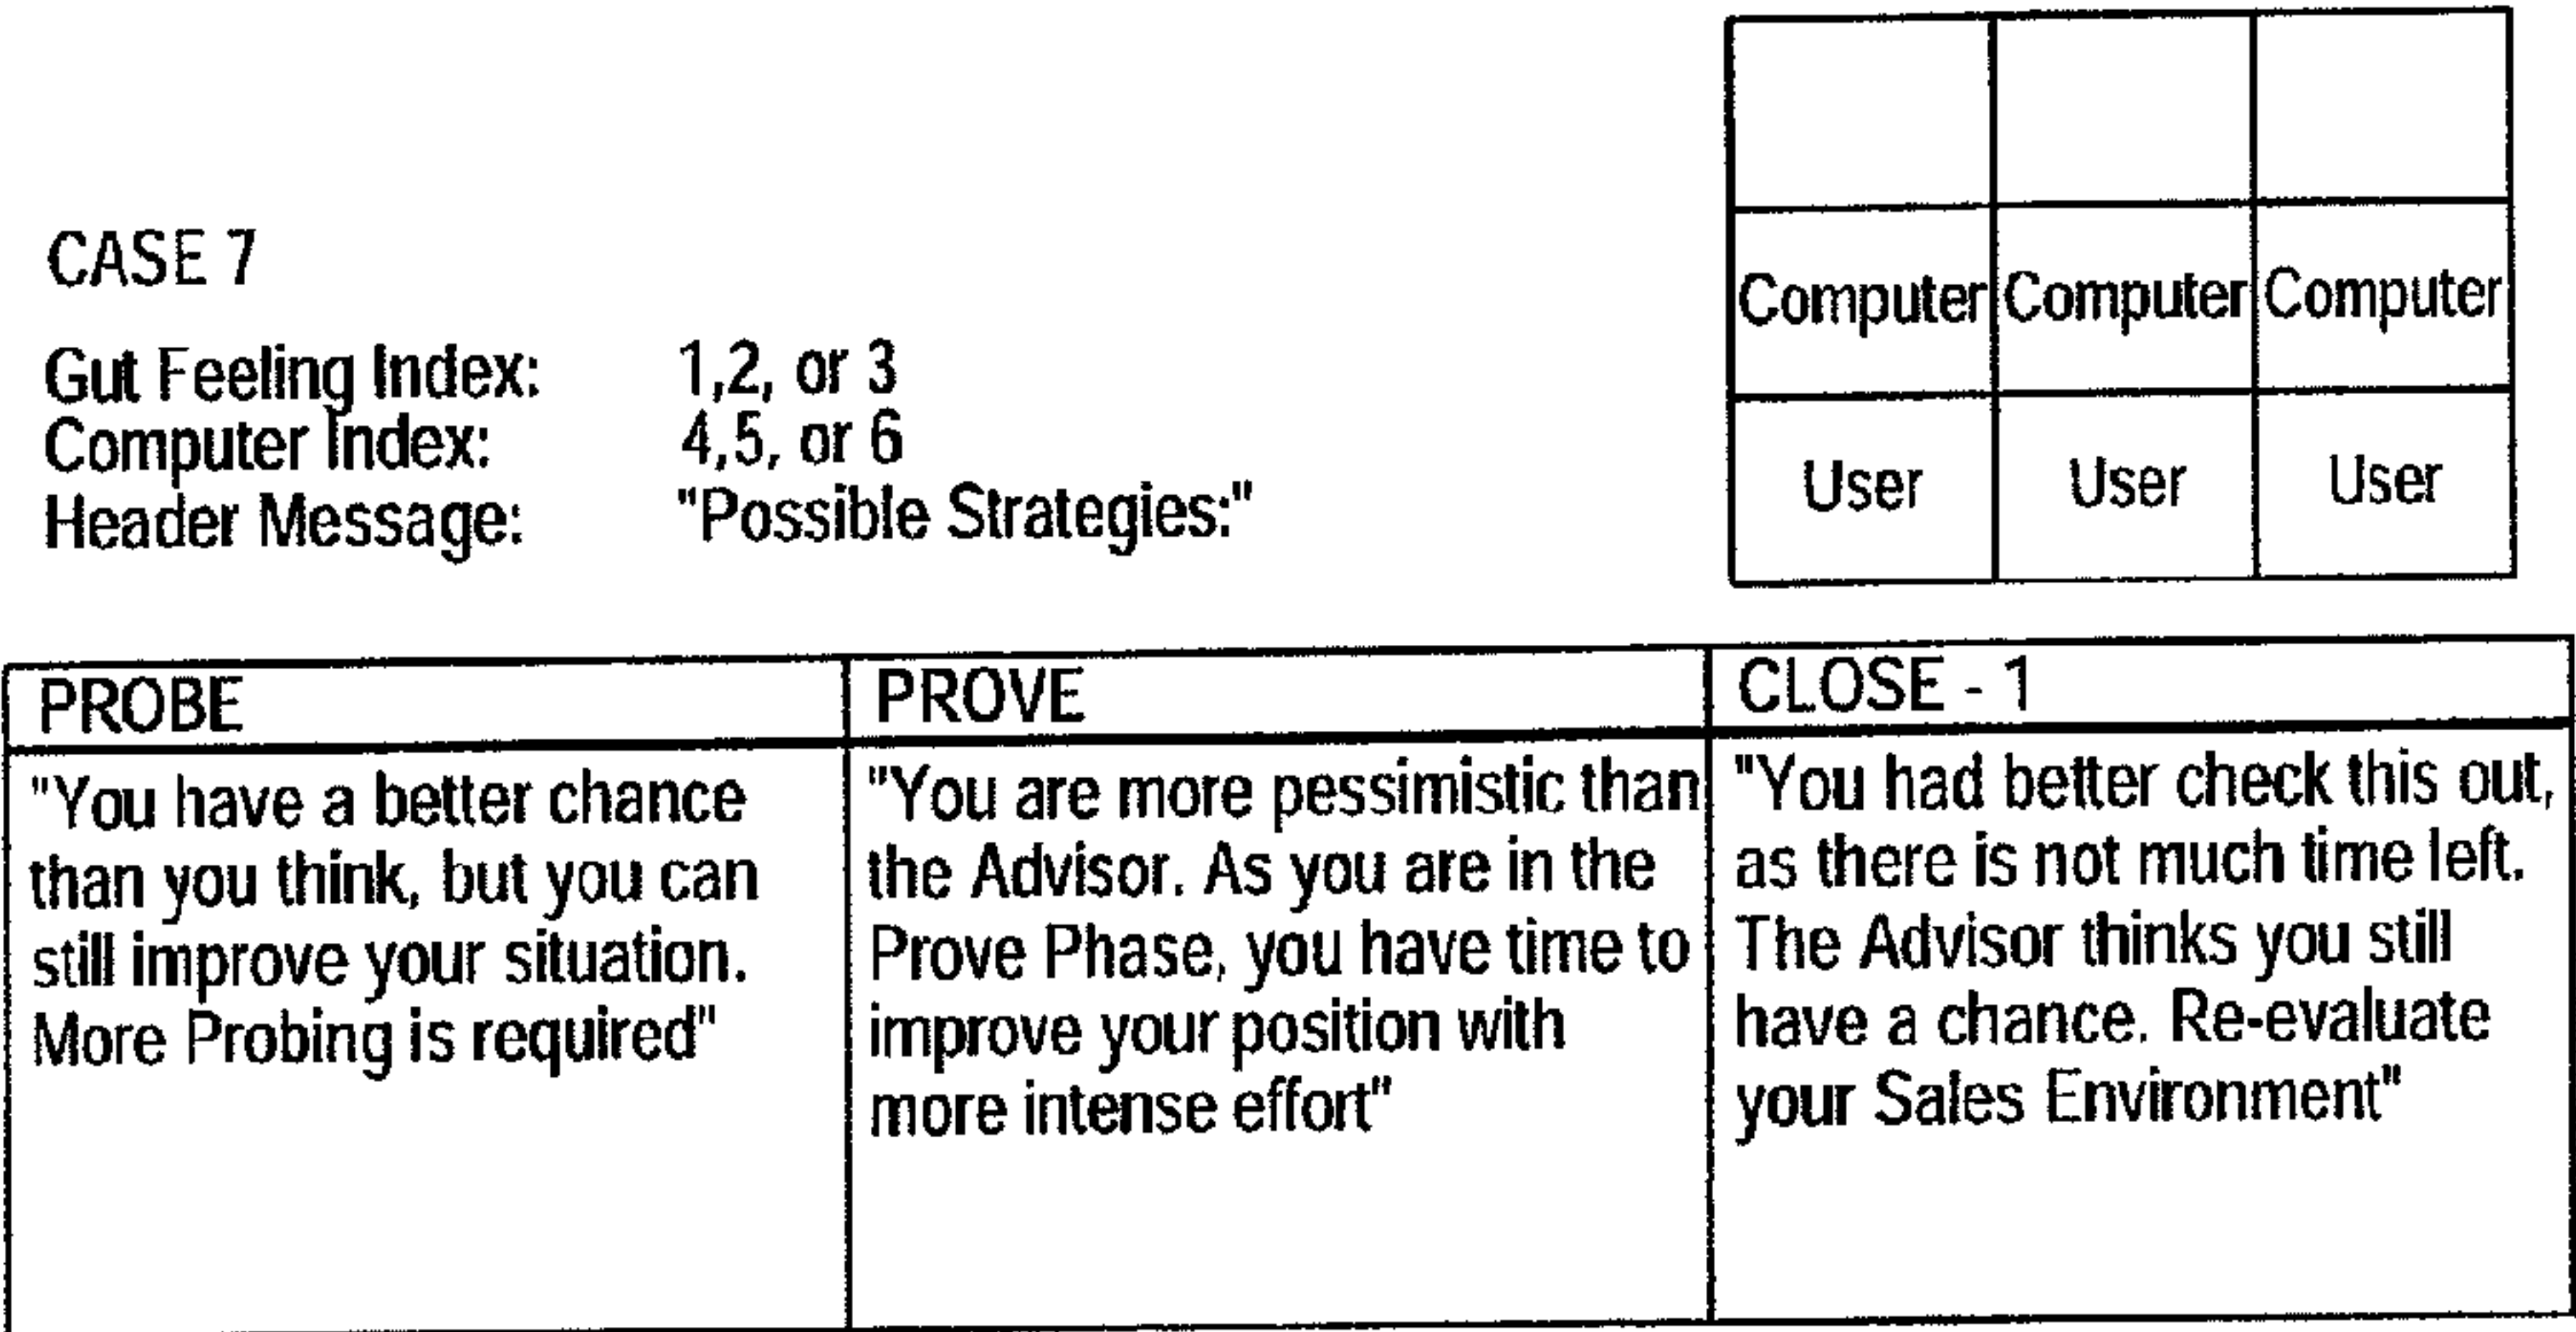 CASE 7
Gut Feeling Index: 1,2, or 3
Computer Index: 4,5, or 6
Header Message: "Possible Strategies:"
Computer Computer Computer
User User User
PROBE
"You have a better chance
than you think, but you can
still improve your situation.
More Probing is required"
PROVE
"You are more pessimistic than
the Advisor. As you are in the
Prove Phase, you have time to
improve your position with
more intense effort"
CLOSE - 1
"You had better check this out,
as there is not much time left.
The Advisor thinks you still
have a chance. Re-evaluate
your Sales Environment"